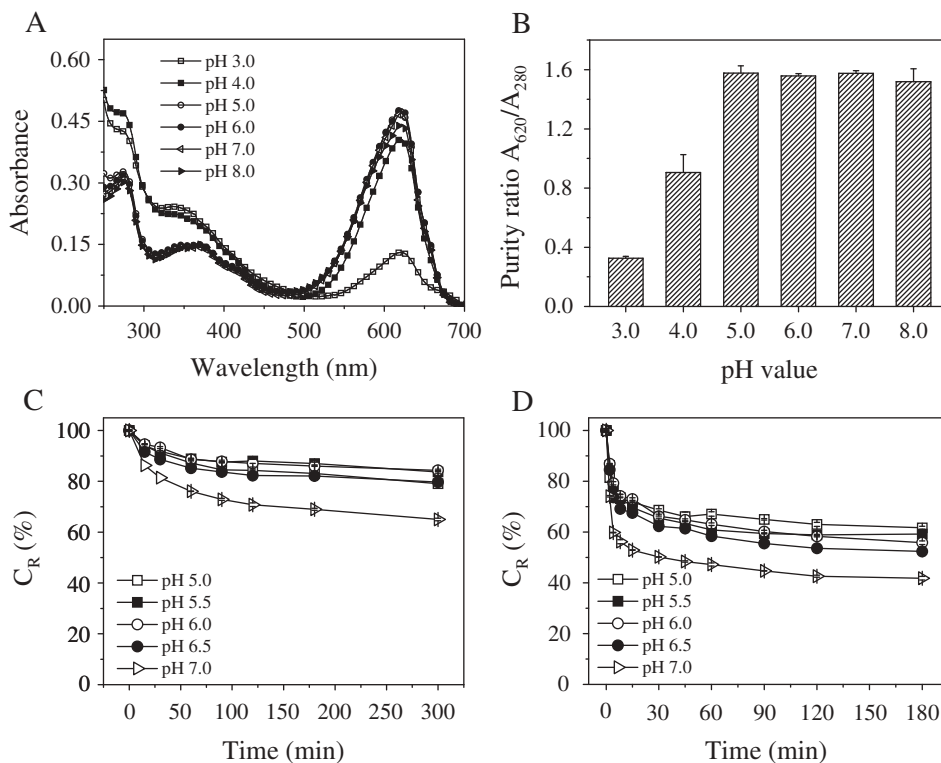 A
Absorbance
0.60
0.45
0.30
0.15
0.00
pH 3.0
pH 4.0
pH 5.0
pH 6.0
pH 7.0
pH 8.0
300 400 500 600 700
Wavelength (nm)
B
Purity ratio A620/A280
1.6
1.2
0.8
0.4
0.0
3.0 4.0 5.0 6.0 7.0 8.0
pH value
C
CR (%)
100
80
60
40
20
0
pH 5.0
pH 5.5
pH 6.0
pH 6.5
pH 7.0
0 50 100 150 200 250 300
Time (min)
D
CR (%)
100
80
60
40
20
0
pH 5.0
pH 5.5
pH 6.0
pH 6.5
pH 7.0
0 30 60 90 120 150 180
Time (min)